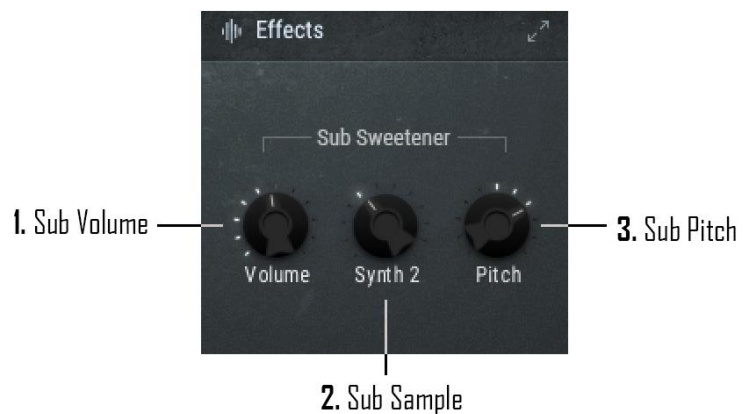 Effects
Sub Sweetener
1. Sub Volume
3. Sub Pitch
Volume
Synth 2
Pitch
2. Sub Sample